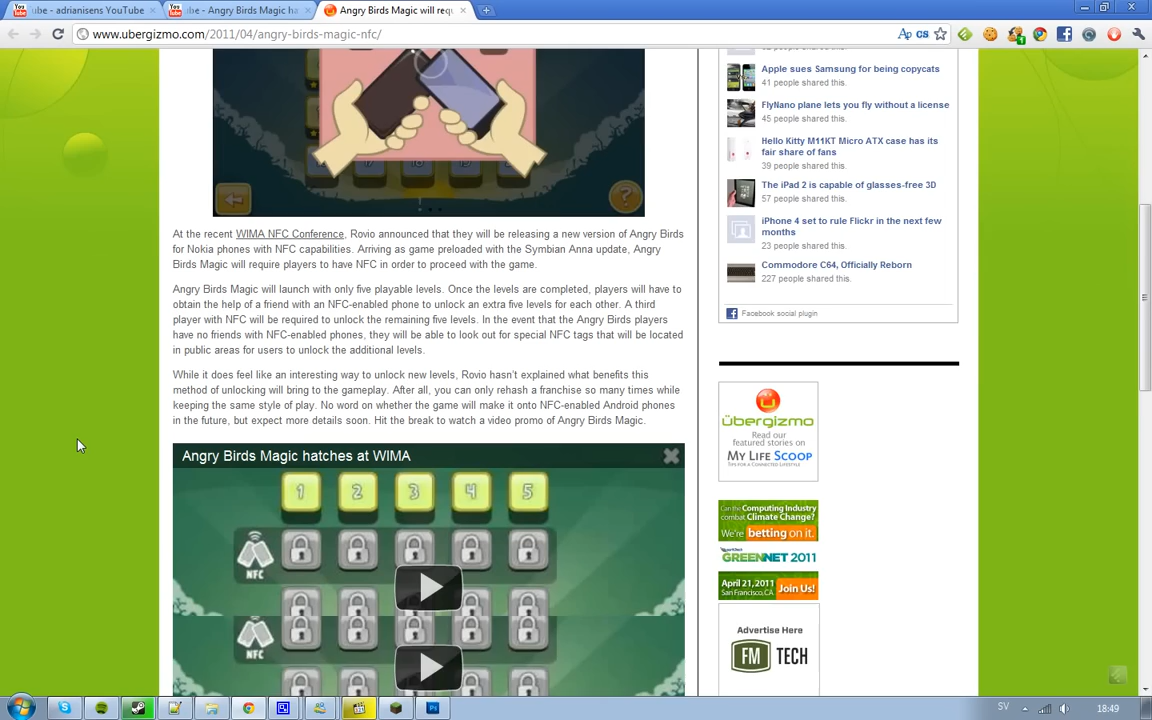 ube - adrianisens YouTube
ube - Angry Birds Magic ha
Angry Birds Magic will requ
www.ubergizmo.com/2011/04/angry-birds-magic-nfc/
17 18 19
At the recent WIMA NFC Conference, Rovio announced that they will be releasing a new version of Angry Birds
for Nokia phones with NFC capabilities. Arriving as game preloaded with the Symbian Anna update, Angry
Birds Magic will require players to have NFC in order to proceed with the game.
Angry Birds Magic will launch with only five playable levels. Once the levels are completed, players will have to
obtain the help of a friend with an NFC-enabled phone to unlock an extra five levels for each other. A third
player with NFC will be required to unlock the remaining five levels. In the event that the Angry Birds players
have no friends with NFC-enabled phones, they will be able to look out for special NFC tags that will be located
in public areas for users to unlock the additional levels.
While it does feel like an interesting way to unlock new levels, Rovio hasn't explained what benefits this
method of unlocking will bring to the gameplay. After all, you can only rehash a franchise so many times while
keeping the same style of play. No word on whether the game will make it onto NFC-enabled Android phones
in the future, but expect more details soon. Hit the break to watch a video promo of Angry Birds Magic.
Angry Birds Magic hatches at WIMA
1 2 3 4 5
NFC
NFC
Apple sues Samsung for being copycats
41 people shared this.
FlyNano plane lets you fly without a license
45 people shared this.
Hello Kitty M11KT Micro ATX case has its
fair share of fans
39 people shared this.
The iPad 2 is capable of glasses-free 3D
57 people shared this.
iPhone 4 set to rule Flickr in the next few
months
23 people shared this.
Commodore C64, Officially Reborn
227 people shared this.
Facebook social plugin
übergizmo
Read our
featured stories on
MY LIFE SCOOP
TIPS FOR A CONNECTED LIFESTYLE
Can the Computing Industry
combat Climate Change?
We're betting on it.
GREENNET 2011
April 21, 2011
San Francisco, CA
Join Us!
Advertise Here
FM TECH
SV
18:49